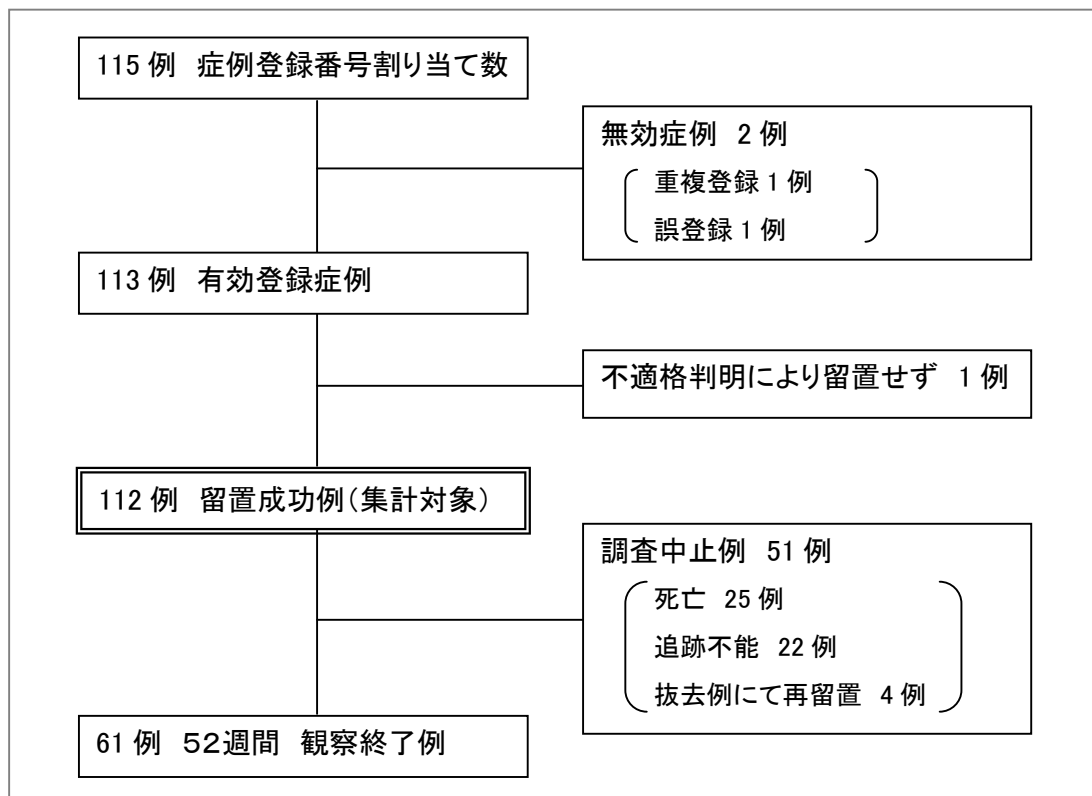 115 例 症例登録番号割り当て数
無効症例 2 例
重複登録 1 例
誤登録 1 例
113 例 有効登録症例
不適格判明により留置せず 1 例
112 例 留置成功例(集計対象)
調査中止例 51 例
死亡 25 例
追跡不能 22 例
抜去例にて再留置 4 例
61 例 52週間 観察終了例